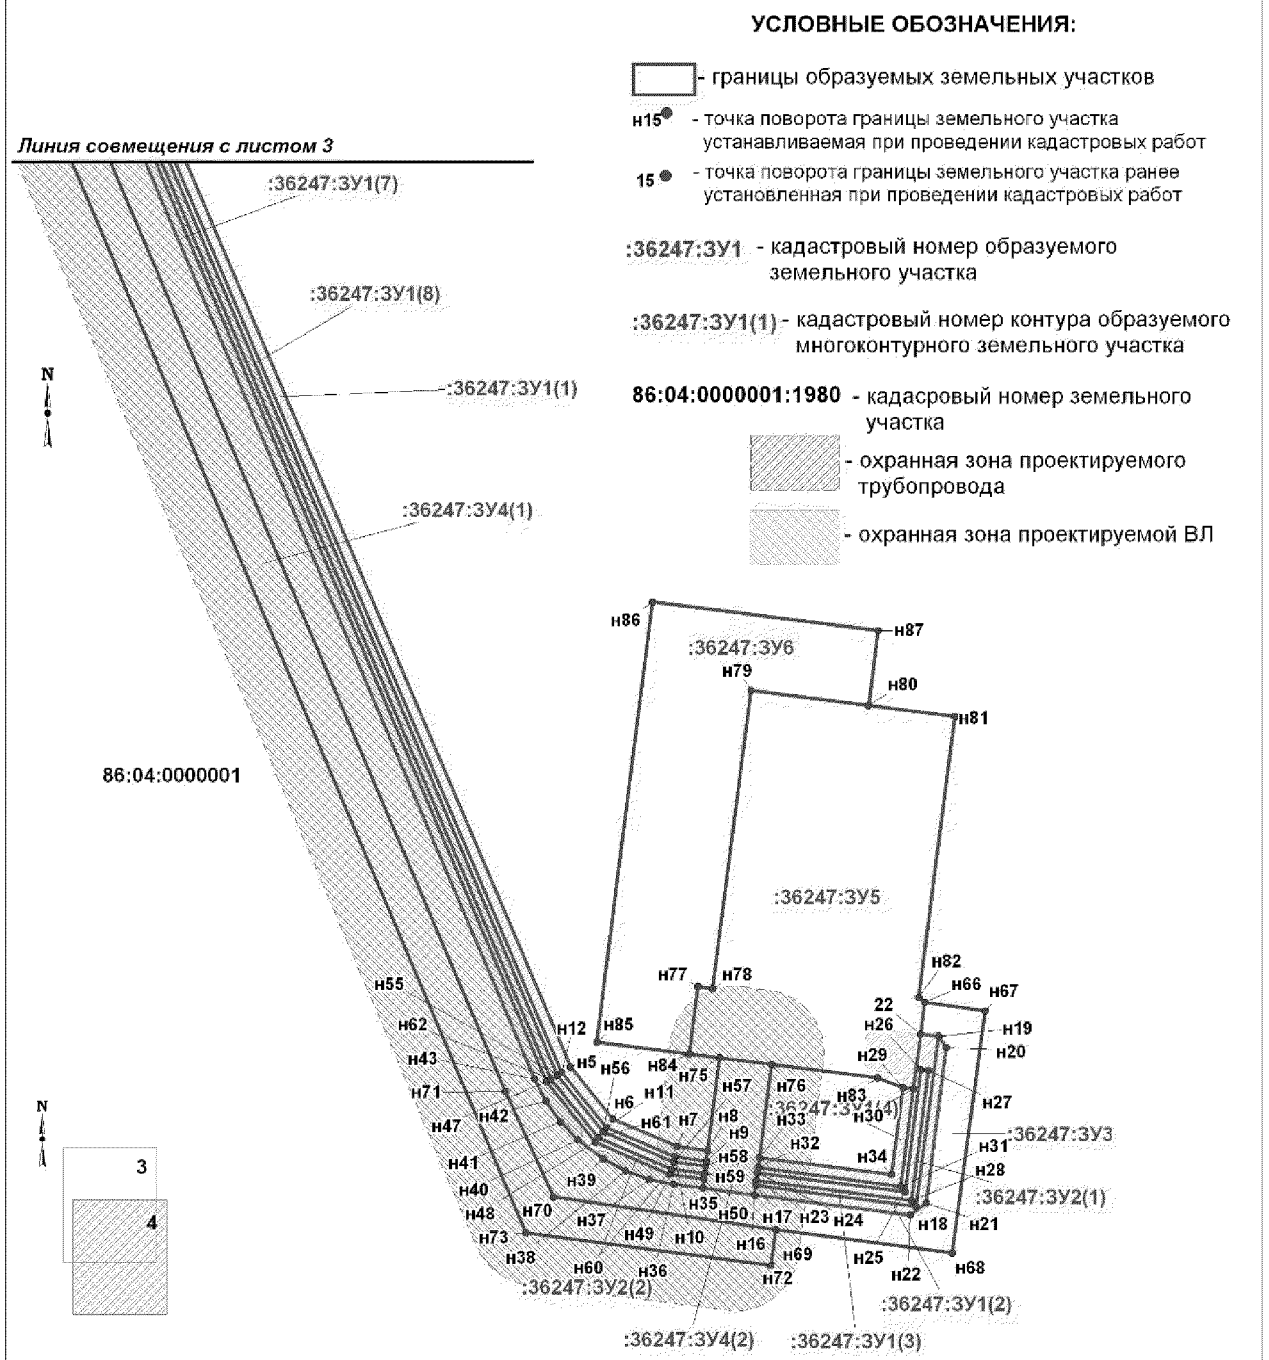 УСЛОВНЫЕ ОБОЗНАЧЕНИЯ:
- границы образуемых земельных участков
н15 - точка поворота границы земельного участка
устанавливаемая при проведении кадастровых работ
15 - точка поворота границы земельного участка ранее
установленная при проведении кадастровых работ
:36247:ЗУ1 - кадастровый номер образуемого
земельного участка
:36247:ЗУ1(1) - кадастровый номер контура образуемого
многоконтурного земельного участка
86:04:0000001:1980 - кадасровый номер земельного
участка
- охранная зона проектируемого
трубопровода
- охранная зона проектируемой ВЛ
Линия совмещения с листом 3
:36247:ЗУ1(7)
:36247:ЗУ1(8)
N
:36247:ЗУ1(1)
:36247:ЗУ4(1)
н86
н87
:36247:ЗУ6
н79
н80
н81
86:04:0000001
:36247:ЗУ5
н82
н77
н78
н66
н55
н67
22
н62
н12
н85
н26
н19
н43
н5
н56
н84
н29
н20
н71
н75
н57
н76
н83
н27
N
н47
н42
н6
н11
н61
н7
н8
н33
:36247:ЗУ1(4)
н30
:36247:ЗУ3
н9
н32
н31
3
н41
н58
н34
н28
н40
н39
н59
:36247:ЗУ2(1)
4
н48
н70
н37
н35
н50
н17
н23
н24
н18
н21
н73
н49
н10
н16
н25
н38
н60
н36
н69
н22
н68
н72
:36247:ЗУ2(2)
:36247:ЗУ1(2)
:36247:ЗУ4(2)
:36247:ЗУ1(3)